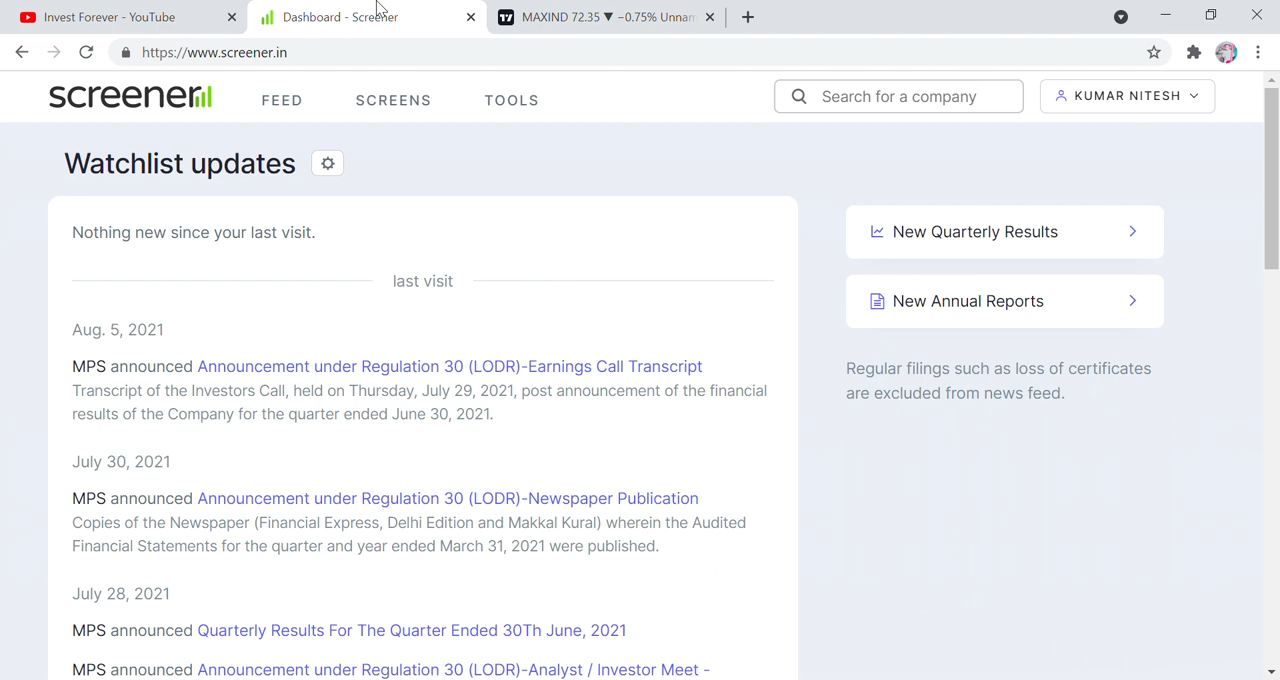 Invest Forever - YouTube
Dashboard - Screener
MAXIND 72.35 ▼ −0.75% Unnam
https://www.screener.in
screener
FEED
SCREENS
TOOLS
Search for a company
KUMAR NITESH
Watchlist updates
Nothing new since your last visit.
last visit
Aug. 5, 2021
MPS announced Announcement under Regulation 30 (LODR)-Earnings Call Transcript
Transcript of the Investors Call, held on Thursday, July 29, 2021, post announcement of the financial
results of the Company for the quarter ended June 30, 2021.
July 30, 2021
MPS announced Announcement under Regulation 30 (LODR)-Newspaper Publication
Copies of the Newspaper (Financial Express, Delhi Edition and Makkal Kural) wherein the Audited
Financial Statements for the quarter and year ended March 31, 2021 were published.
July 28, 2021
MPS announced Quarterly Results For The Quarter Ended 30Th June, 2021
MPS announced Announcement under Regulation 30 (LODR)-Analyst / Investor Meet -
New Quarterly Results
New Annual Reports
Regular filings such as loss of certificates
are excluded from news feed.